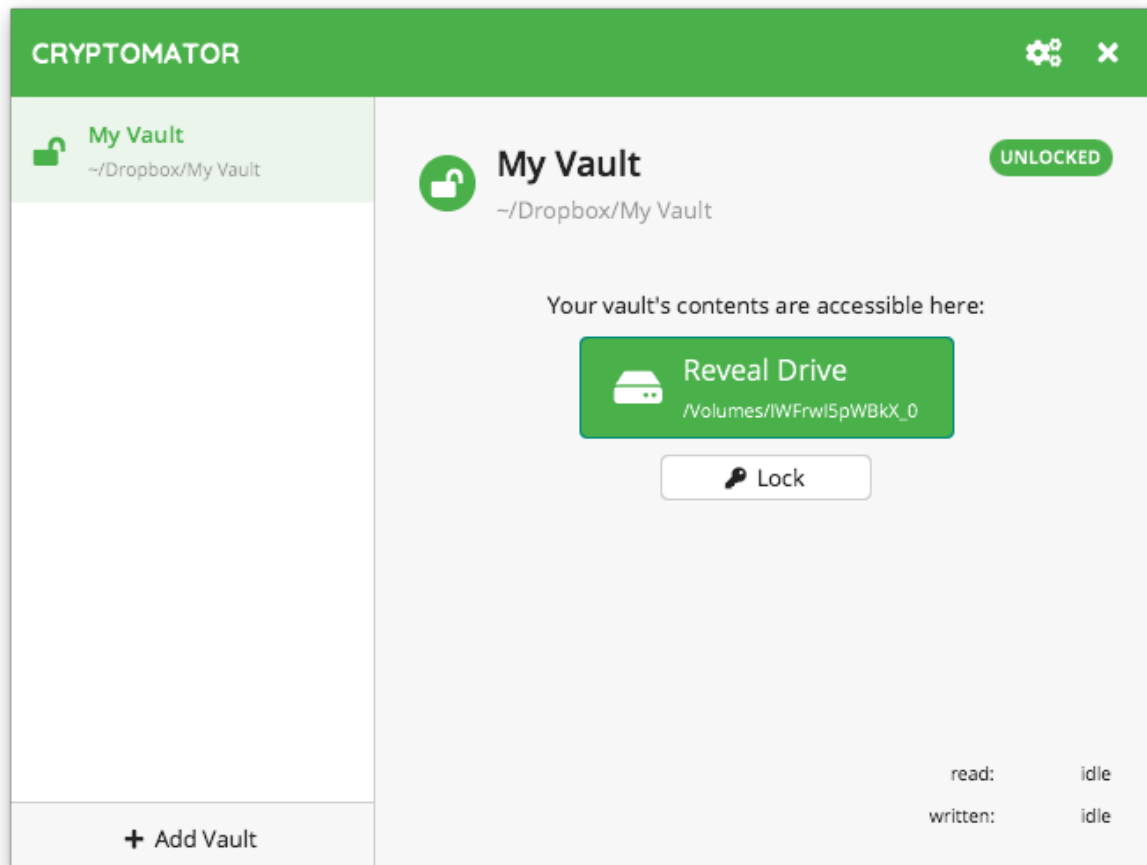 CRYPTOMATOR
My Vault
~/Dropbox/My Vault
My Vault
UNLOCKED
~/Dropbox/My Vault
Your vault's contents are accessible here:
Reveal Drive
/Volumes/IWFrwI5pWBkX_0
Lock
read: idle
written: idle
Add Vault